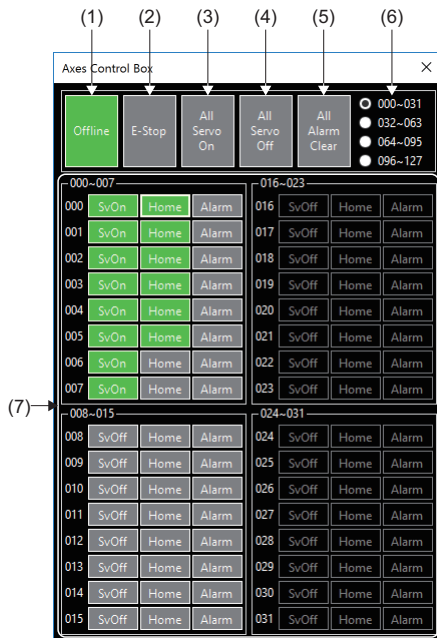 (1) (2) (3) (4) (5) (6)
Axes Control Box
Offline
E-Stop
All
Servo
On
All
Servo
Off
All
Alarm
Clear
000~031
032~063
064~095
096~127
000~007
000 SvOn Home Alarm
001 SvOn Home Alarm
002 SvOn Home Alarm
003 SvOn Home Alarm
004 SvOn Home Alarm
005 SvOn Home Alarm
006 SvOn Home Alarm
007 SvOn Home Alarm
016~023
016 SvOff Home Alarm
017 SvOff Home Alarm
018 SvOff Home Alarm
019 SvOff Home Alarm
020 SvOff Home Alarm
021 SvOff Home Alarm
022 SvOff Home Alarm
023 SvOff Home Alarm
(7)
008~015
008 SvOff Home Alarm
009 SvOff Home Alarm
010 SvOff Home Alarm
011 SvOff Home Alarm
012 SvOff Home Alarm
013 SvOff Home Alarm
014 SvOff Home Alarm
015 SvOff Home Alarm
024~031
024 SvOff Home Alarm
025 SvOff Home Alarm
026 SvOff Home Alarm
027 SvOff Home Alarm
028 SvOff Home Alarm
029 SvOff Home Alarm
030 SvOff Home Alarm
031 SvOff Home Alarm